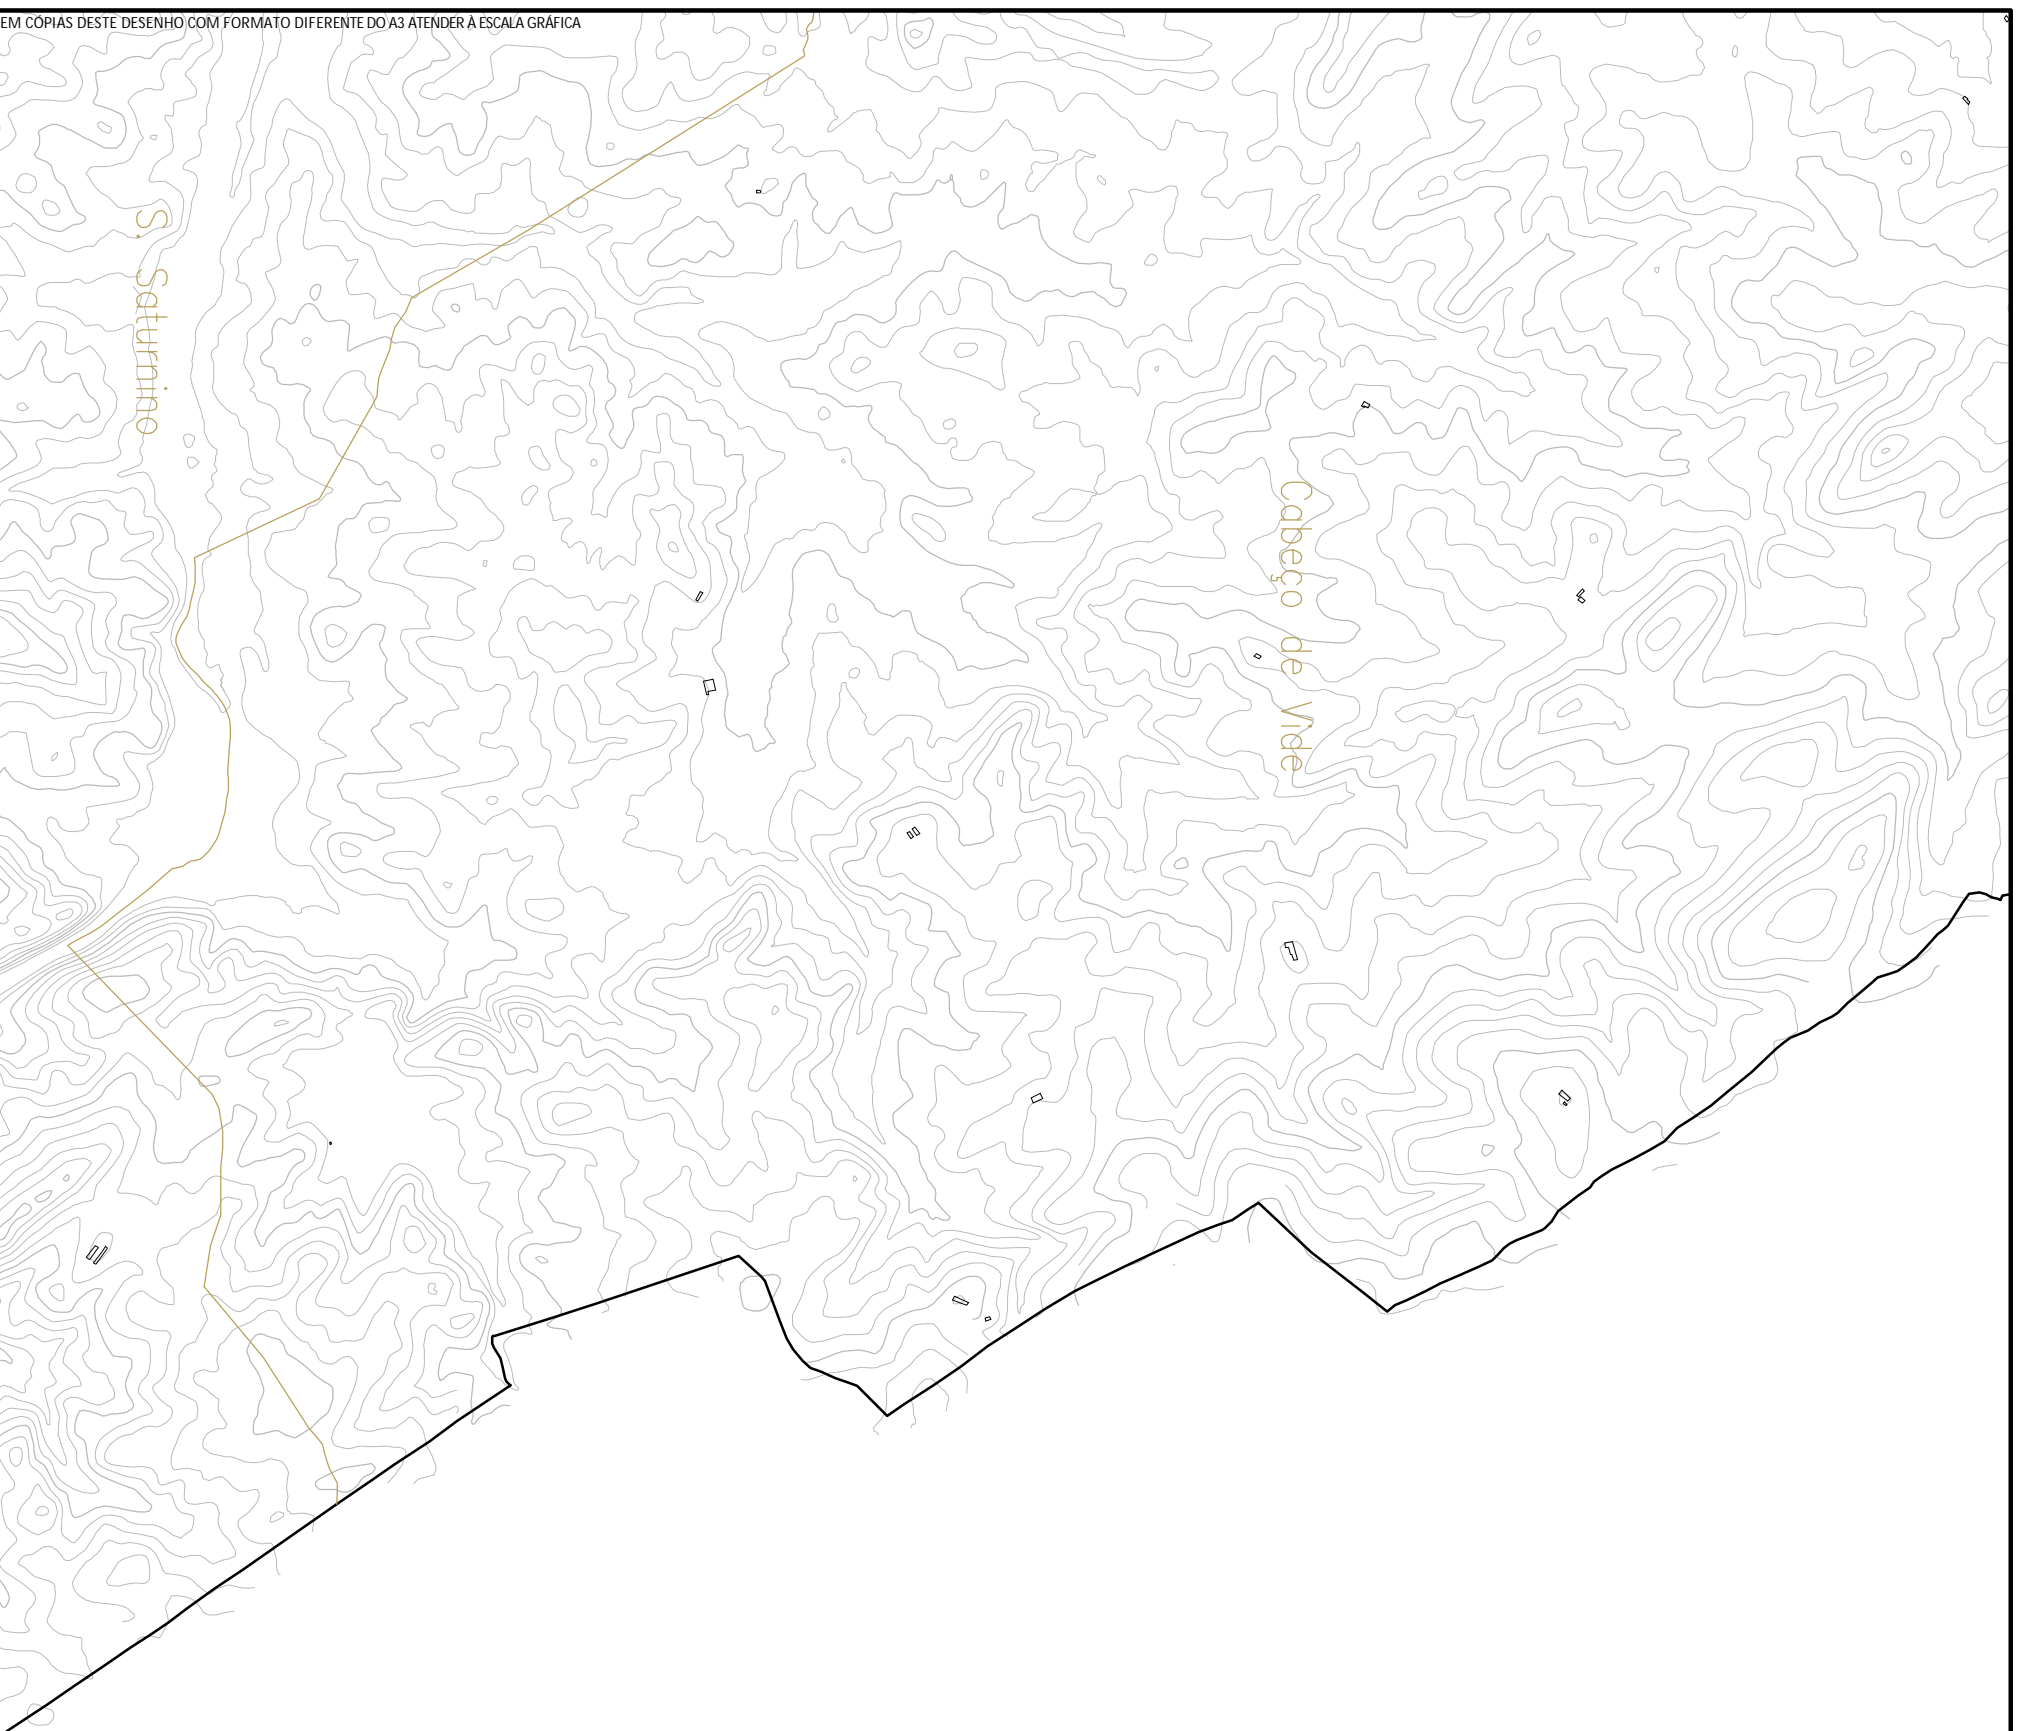 EM CÓPIAS DESTE DESENHO COM FORMATO DIFERENTE DO A3 ATENDER À ESCALA GRÁFICA
S. Saturnino
Cabeço de Vide